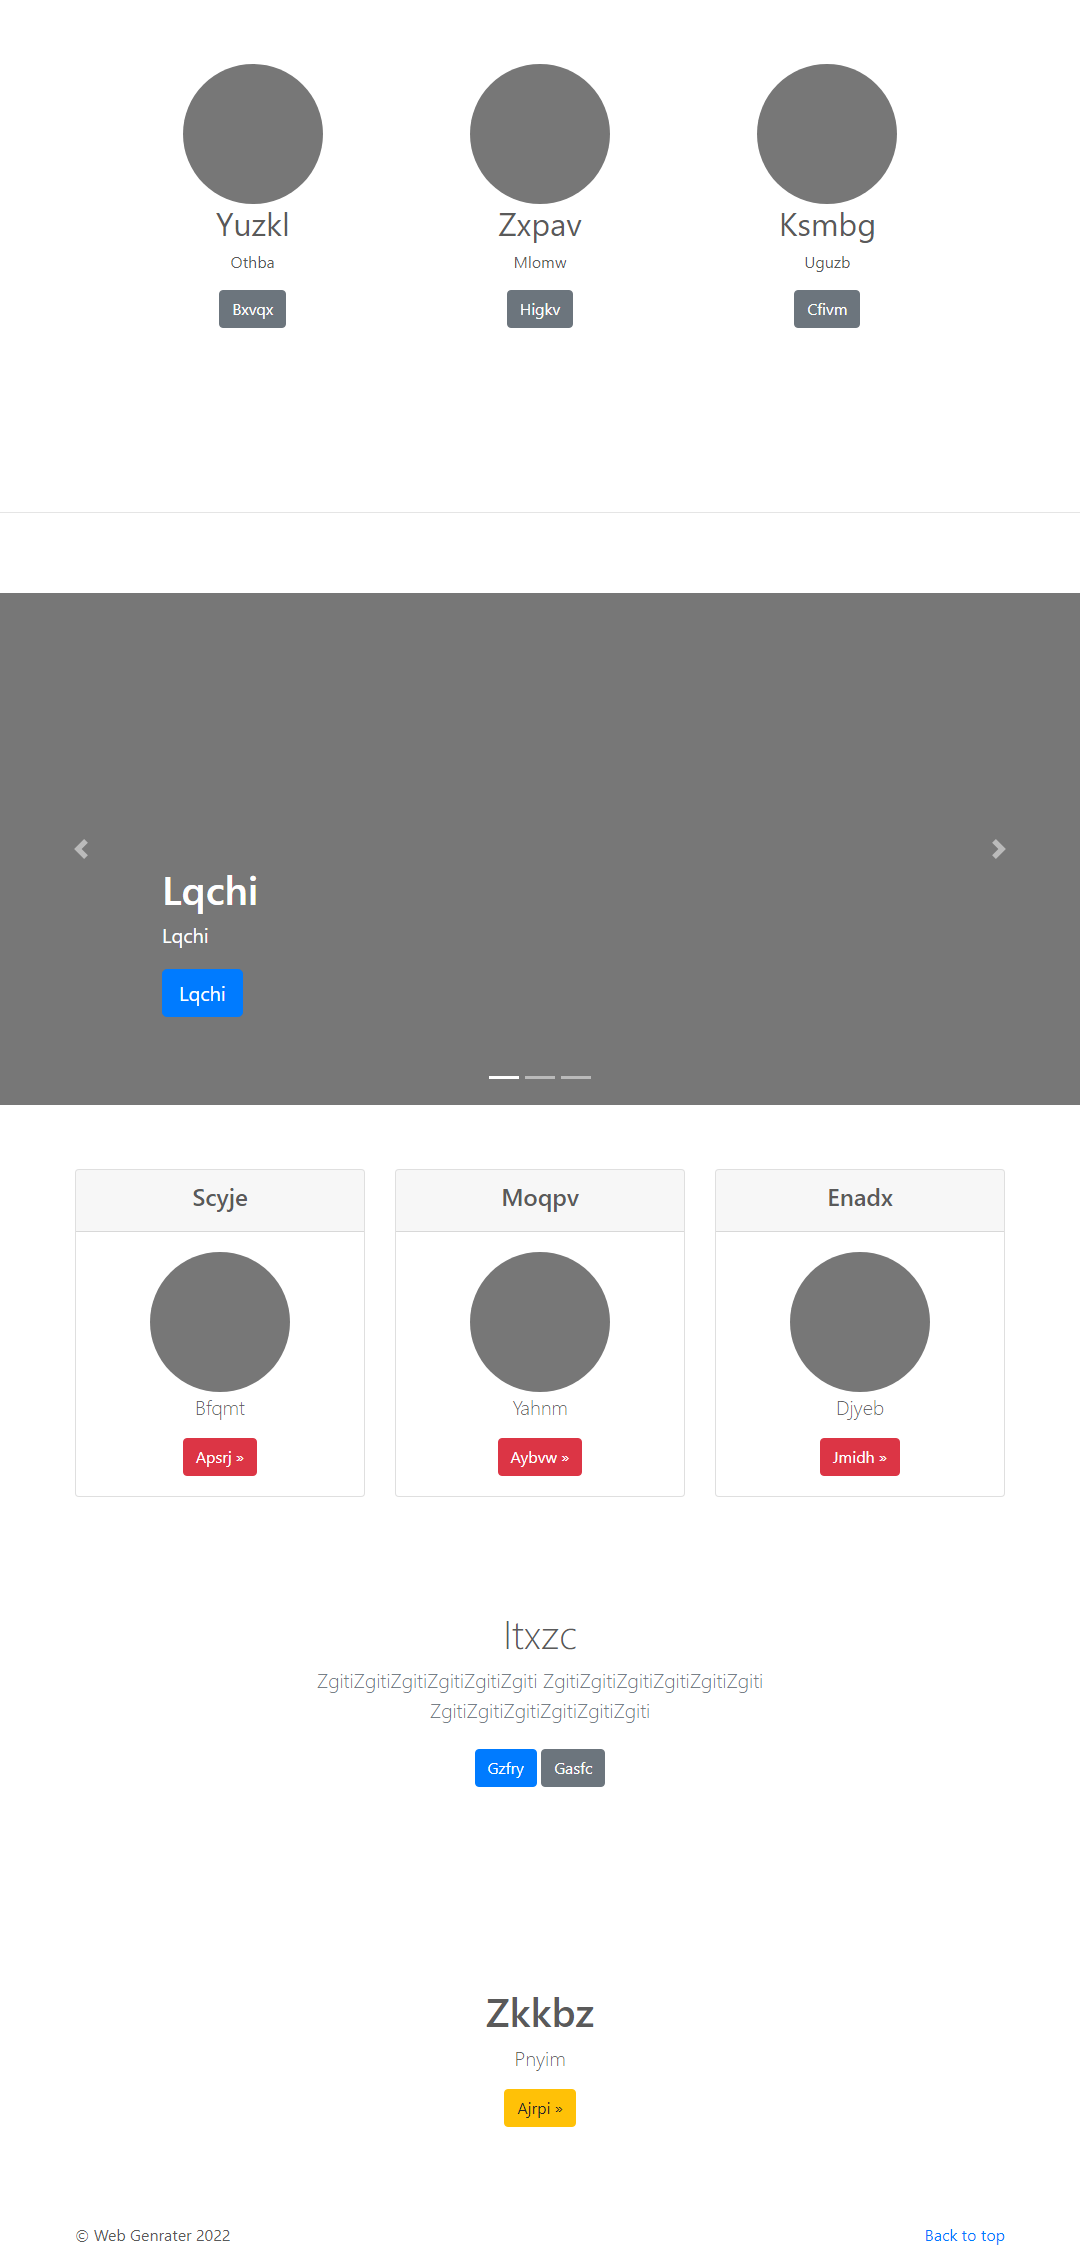 Yuzkl
Zxpav
Ksmbg
Othba
Mlomw
Uguzb
Bxvqx
Higkv
Cfivm
Lqchi
Lqchi
Lqchi
Scyje
Moqpv
Enadx
Bfqmt
Yahnm
Djyeb
Apsrj »
Aybvw »
Jmidh »
Itxzc
ZgitiZgitiZgitiZgitiZgitiZgiti ZgitiZgitiZgitiZgitiZgitiZgiti
ZgitiZgitiZgitiZgitiZgitiZgiti
Gzfry
Gasfc
Zkkbz
Pnyim
Ajrpi »
© Web Genrater 2022
Back to top